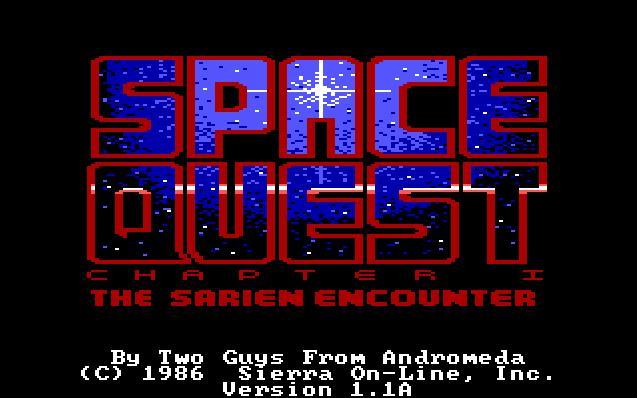 SPACE
QUEST
CHAPTER I
THE SARIEN ENCOUNTER
By Two Guys From Andromeda
(C) 1986 Sierra On-Line, Inc.
Version 1.1A